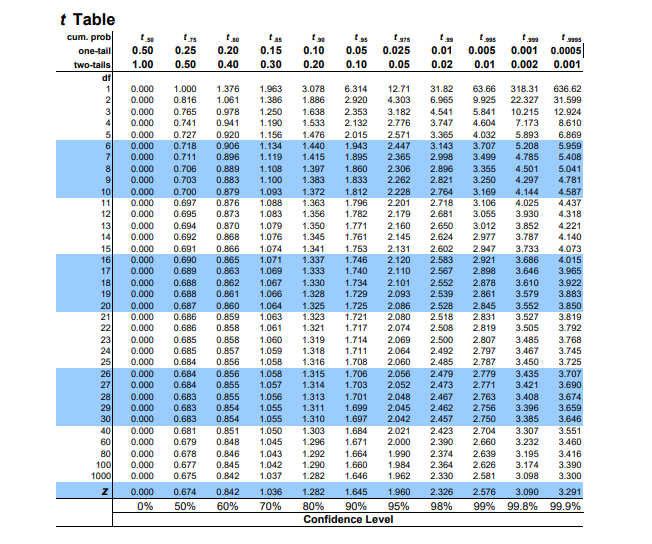 t Table
cum. prob t .50 t .75 t .80 t .85 t .90 t .95 t .975 t .99 t .995 t .999 t .9995
one-tail 0.50 0.25 0.20 0.15 0.10 0.05 0.025 0.01 0.005 0.001 0.0005
two-tails 1.00 0.50 0.40 0.30 0.20 0.10 0.05 0.02 0.01 0.002 0.001
df
1 0.000 1.000 1.376 1.963 3.078 6.314 12.71 31.82 63.66 318.31 636.62
2 0.000 0.816 1.061 1.386 1.886 2.920 4.303 6.965 9.925 22.327 31.599
3 0.000 0.765 0.978 1.250 1.638 2.353 3.182 4.541 5.841 10.215 12.924
4 0.000 0.741 0.941 1.190 1.533 2.132 2.776 3.747 4.604 7.173 8.610
5 0.000 0.727 0.920 1.156 1.476 2.015 2.571 3.365 4.032 5.893 6.869
6 0.000 0.718 0.906 1.134 1.440 1.943 2.447 3.143 3.707 5.208 5.959
7 0.000 0.711 0.896 1.119 1.415 1.895 2.365 2.998 3.499 4.785 5.408
8 0.000 0.706 0.889 1.108 1.397 1.860 2.306 2.896 3.355 4.501 5.041
9 0.000 0.703 0.883 1.100 1.383 1.833 2.262 2.821 3.250 4.297 4.781
10 0.000 0.700 0.879 1.093 1.372 1.812 2.228 2.764 3.169 4.144 4.587
11 0.000 0.697 0.876 1.088 1.363 1.796 2.201 2.718 3.106 4.025 4.437
12 0.000 0.695 0.873 1.083 1.356 1.782 2.179 2.681 3.055 3.930 4.318
13 0.000 0.694 0.870 1.079 1.350 1.771 2.160 2.650 3.012 3.852 4.221
14 0.000 0.692 0.868 1.076 1.345 1.761 2.145 2.624 2.977 3.787 4.140
15 0.000 0.691 0.866 1.074 1.341 1.753 2.131 2.602 2.947 3.733 4.073
16 0.000 0.690 0.865 1.071 1.337 1.746 2.120 2.583 2.921 3.686 4.015
17 0.000 0.689 0.863 1.069 1.333 1.740 2.110 2.567 2.898 3.646 3.965
18 0.000 0.688 0.862 1.067 1.330 1.734 2.101 2.552 2.878 3.610 3.922
19 0.000 0.688 0.861 1.066 1.328 1.729 2.093 2.539 2.861 3.579 3.883
20 0.000 0.687 0.860 1.064 1.325 1.725 2.086 2.528 2.845 3.552 3.850
21 0.000 0.686 0.859 1.063 1.323 1.721 2.080 2.518 2.831 3.527 3.819
22 0.000 0.686 0.858 1.061 1.321 1.717 2.074 2.508 2.819 3.505 3.792
23 0.000 0.685 0.858 1.060 1.319 1.714 2.069 2.500 2.807 3.485 3.768
24 0.000 0.685 0.857 1.059 1.318 1.711 2.064 2.492 2.797 3.467 3.745
25 0.000 0.684 0.856 1.058 1.316 1.708 2.060 2.485 2.787 3.450 3.725
26 0.000 0.684 0.856 1.058 1.315 1.706 2.056 2.479 2.779 3.435 3.707
27 0.000 0.684 0.855 1.057 1.314 1.703 2.052 2.473 2.771 3.421 3.690
28 0.000 0.683 0.855 1.056 1.313 1.701 2.048 2.467 2.763 3.408 3.674
29 0.000 0.683 0.854 1.055 1.311 1.699 2.045 2.462 2.756 3.396 3.659
30 0.000 0.683 0.854 1.055 1.310 1.697 2.042 2.457 2.750 3.385 3.646
40 0.000 0.681 0.851 1.050 1.303 1.684 2.021 2.423 2.704 3.307 3.551
60 0.000 0.679 0.848 1.045 1.296 1.671 2.000 2.390 2.660 3.232 3.460
80 0.000 0.678 0.846 1.043 1.292 1.664 1.990 2.374 2.639 3.195 3.416
100 0.000 0.677 0.845 1.042 1.290 1.660 1.984 2.364 2.626 3.174 3.390
1000 0.000 0.675 0.842 1.037 1.282 1.646 1.962 2.330 2.581 3.098 3.300
Z 0.000 0.674 0.842 1.036 1.282 1.645 1.960 2.326 2.576 3.090 3.291
0% 50% 60% 70% 80% 90% 95% 98% 99% 99.8% 99.9%
Confidence Level